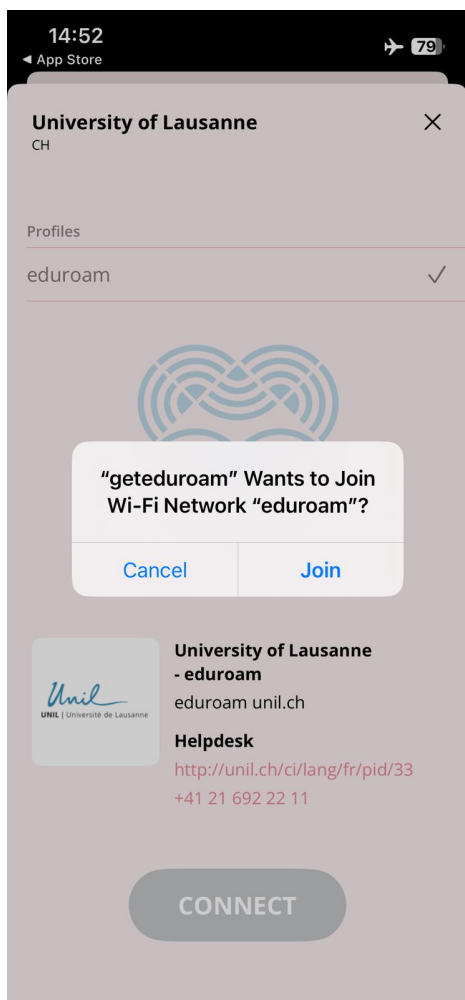 14:52
◀ App Store
79
University of Lausanne
CH
Profiles
eduroam
“geteduroam” Wants to Join
Wi-Fi Network “eduroam”?
Cancel
Join
Unil
UNIL | Université de Lausanne
University of Lausanne
- eduroam
eduroam unil.ch
Helpdesk
http://unil.ch/ci/lang/fr/pid/33
+41 21 692 22 11
CONNECT